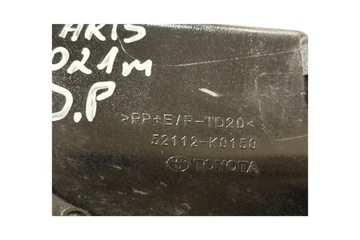 ARIS
021m
D.P
>PP+E/P-TD20<
52112-K0150
TOYOTA